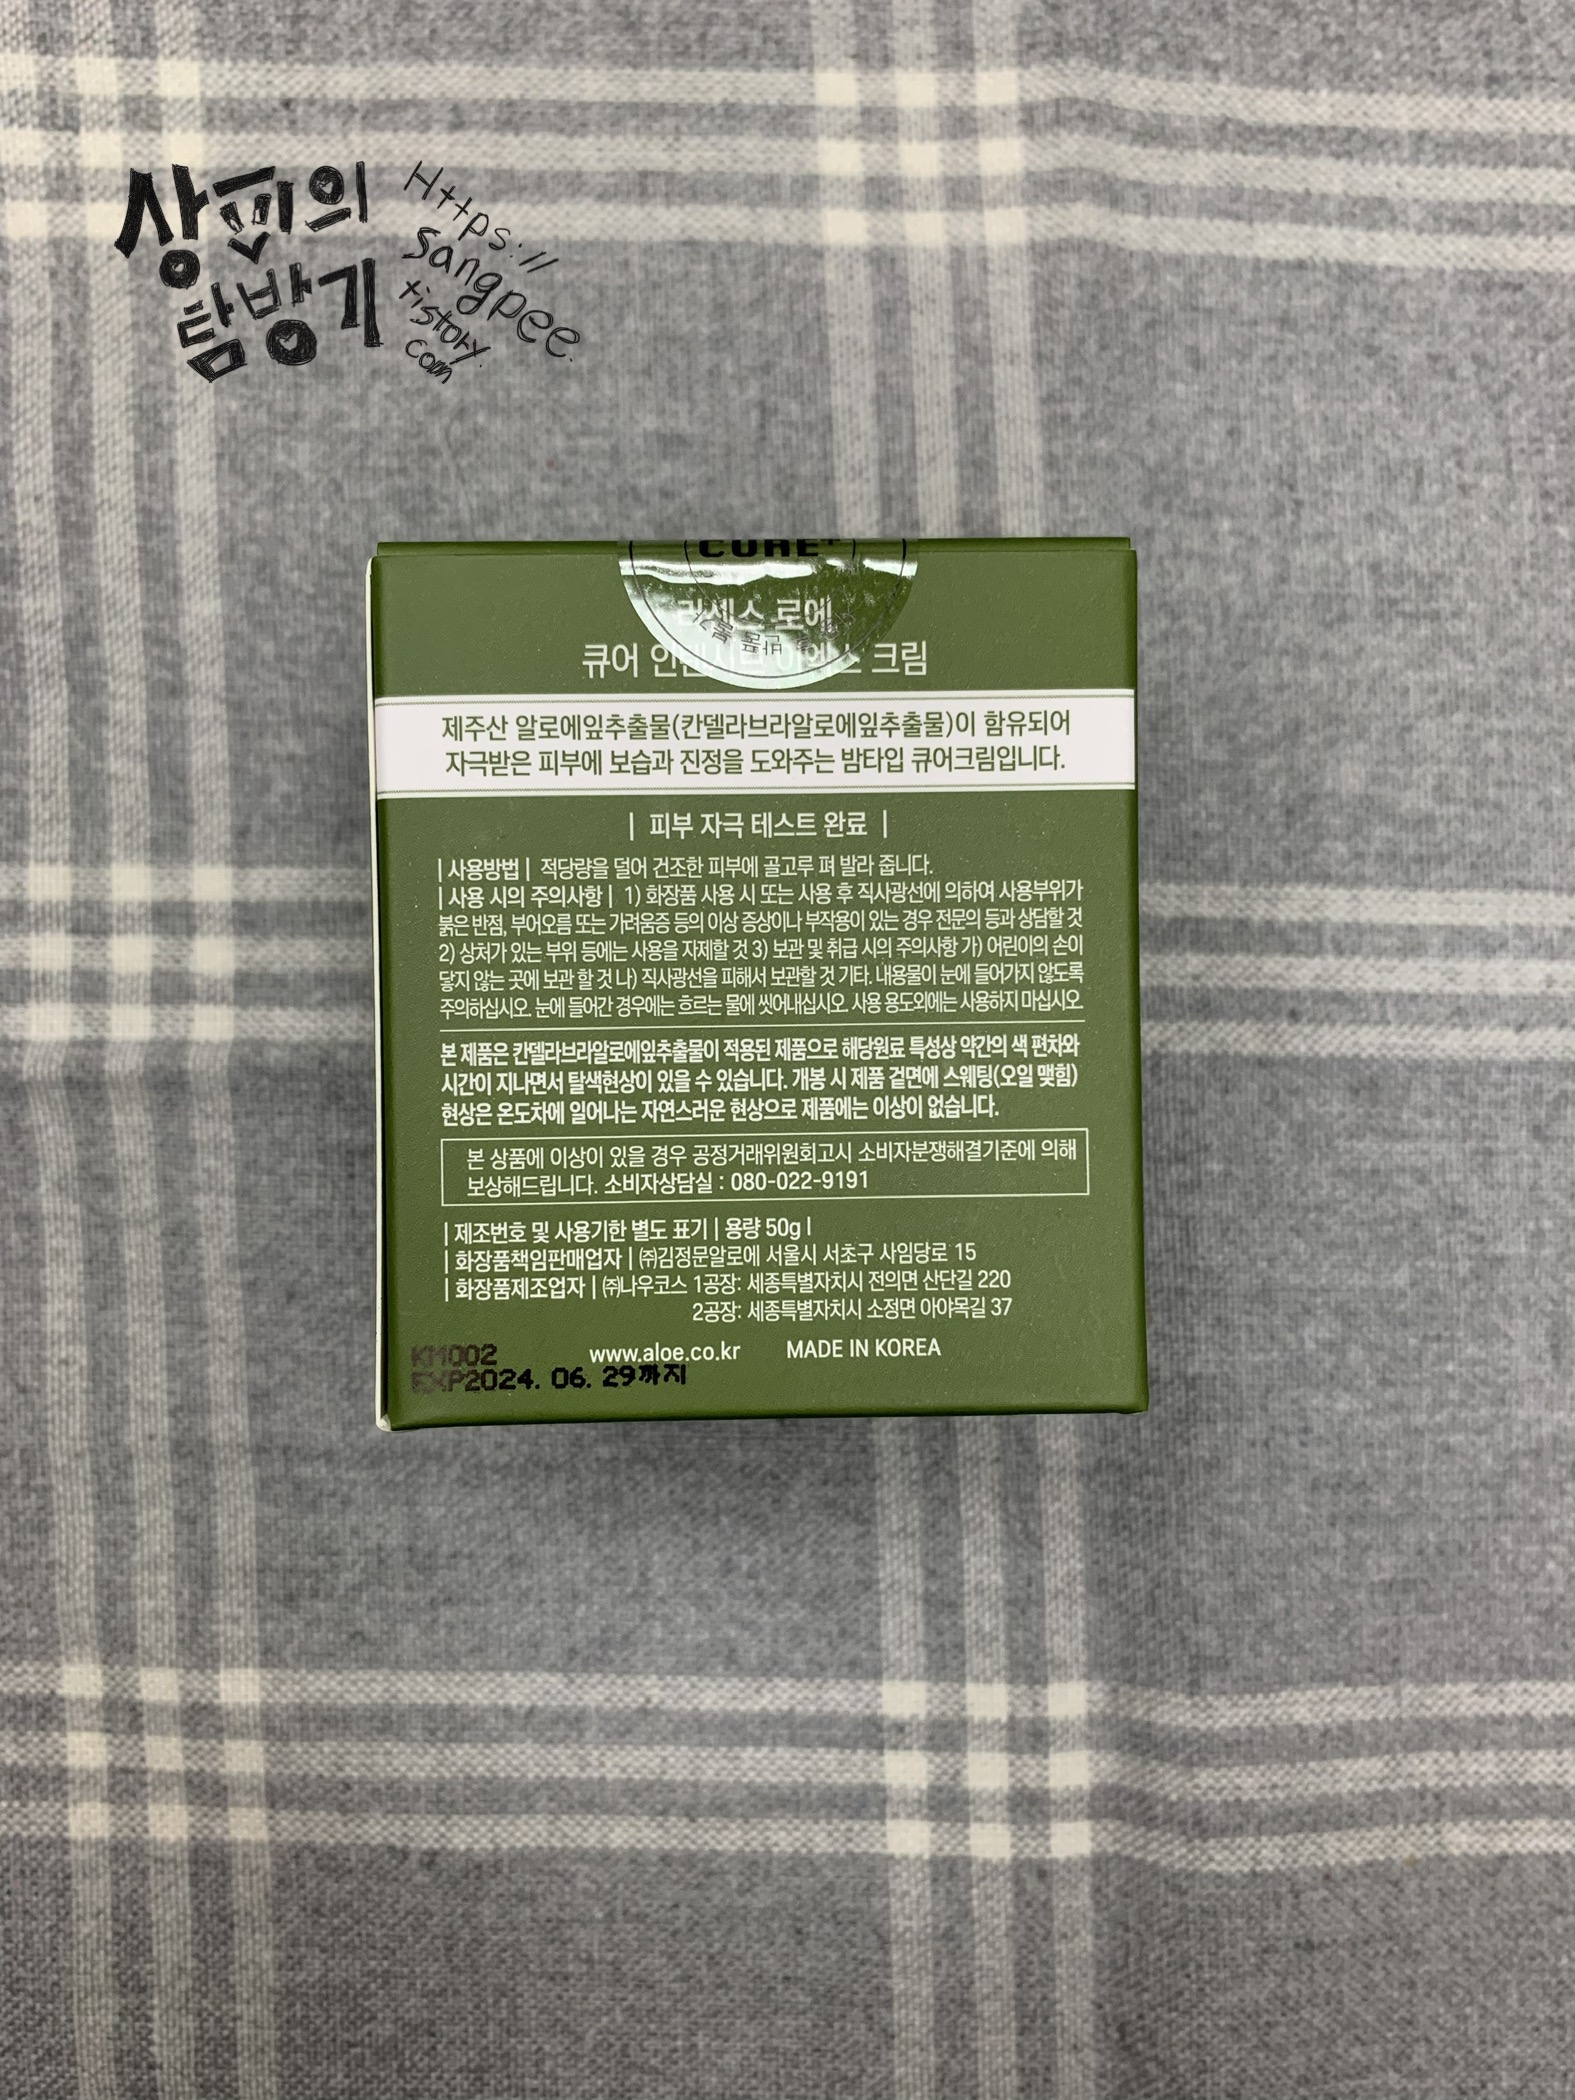 상피의
탐방기
Https://
sangpee.
tistory.
com
CURE+
로에
큐어 크림
제주산 알로에잎추출물(칸델라브라알로에잎추출물)이 함유되어
자극받은 피부에 보습과 진정을 도와주는 밤타입 큐어크림입니다.
| 피부 자극 테스트 완료 |
| 사용방법 | 적당량을 덜어 건조한 피부에 골고루 펴 발라 줍니다.
| 사용 시의 주의사항 | 1) 화장품 사용 시 또는 사용 후 직사광선에 의하여 사용부위가
붉은 반점, 부어오름 또는 가려움증 등의 이상 증상이나 부작용이 있는 경우 전문의 등과 상담할 것
2) 상처가 있는 부위 등에는 사용을 자제할 것 3) 보관 및 취급 시의 주의사항 가) 어린이의 손이
닿지 않는 곳에 보관 할 것 나) 직사광선을 피해서 보관할 것 기타. 내용물이 눈에 들어가지 않도록
주의하십시오. 눈에 들어간 경우에는 흐르는 물에 씻어내십시오. 사용 용도외에는 사용하지 마십시오.
본 제품은 칸델라브라알로에잎추출물이 적용된 제품으로 해당원료 특성상 약간의 색 편차와
시간이 지나면서 탈색현상이 있을 수 있습니다. 개봉 시 제품 겉면에 스웨팅(오일 맺힘)
현상은 온도차에 일어나는 자연스러운 현상으로 제품에는 이상이 없습니다.
본 상품에 이상이 있을 경우 공정거래위원회고시 소비자분쟁해결기준에 의해
보상해드립니다. 소비자상담실 : 080-022-9191
| 제조번호 및 사용기한 별도 표기 | 용량 50g |
| 화장품책임판매업자 | ㈜김정문알로에 서울시 서초구 사임당로 15
| 화장품제조업자 | ㈜나우코스 1공장: 세종특별자치시 전의면 산단길 220
2공장: 세종특별자치시 소정면 아야목길 37
www.aloe.co.kr MADE IN KOREA
KM002
EXP2024. 06. 29까지